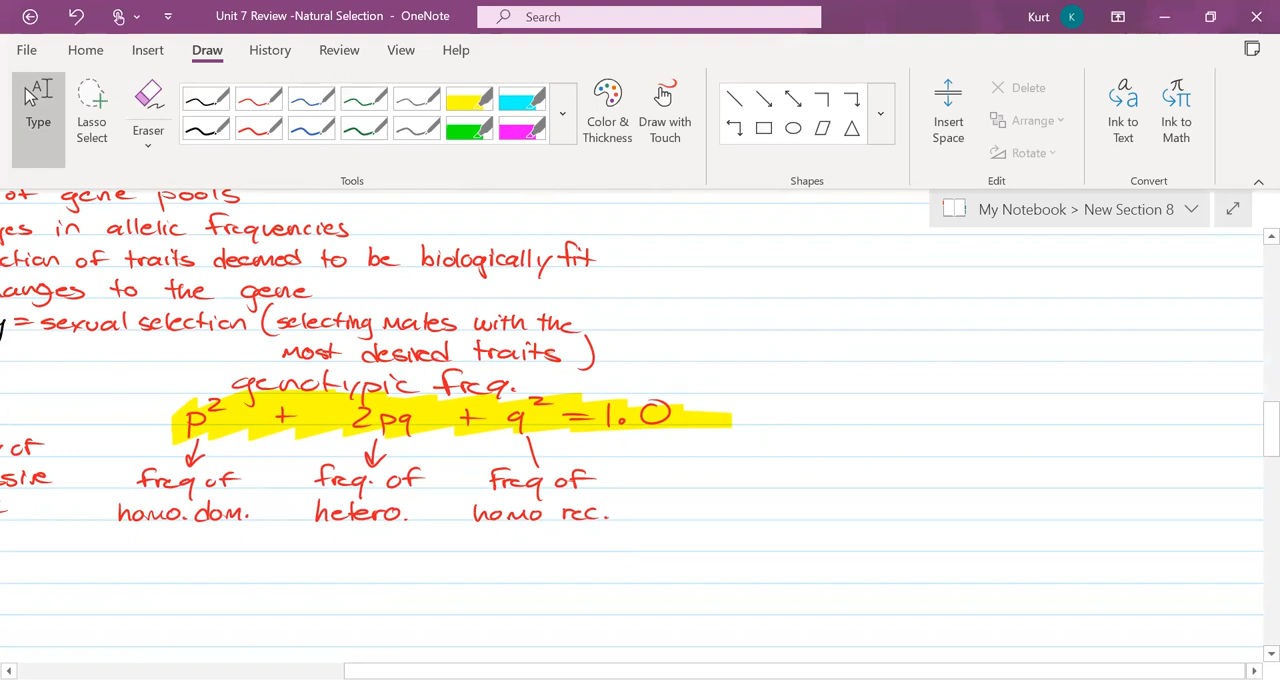 Unit 7 Review -Natural Selection - OneNote
Search
Kurt
K
File
Home
Insert
Draw
History
Review
View
Help
Type
Lasso Select
Eraser
Color & Thickness
Draw with Touch
Insert Space
Delete
Arrange
Rotate
Ink to Text
Ink to Math
Tools
Shapes
Edit
Convert
My Notebook > New Section 8
of gene pools
ges in allelic frequencies
ction of traits deemed to be biologically fit
hanges to the gene
y = sexual selection (selecting mates with the
most desired traits)
genotypic freq.
p² + 2pq + q² = 1.0
of
ssive
freq of
homo. dom.
freq. of
hetero.
freq of
homo rec.